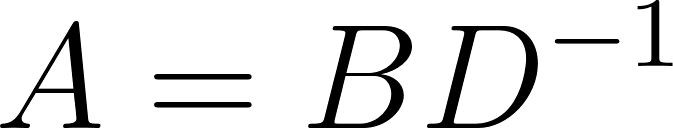 A = BD⁻¹